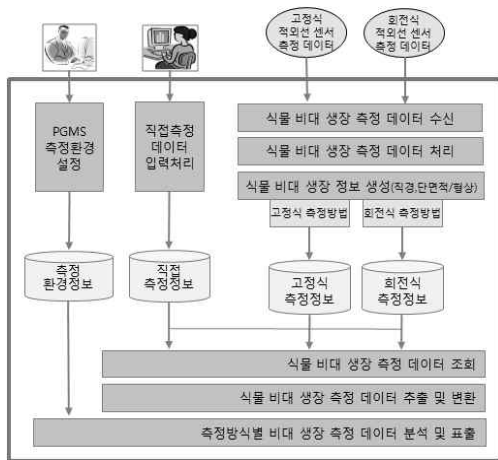 고정식
적외선 센서
측정 데이터
회전식
적외선 센서
측정 데이터
PGMS
측정환경
설정
직접측정
데이터
입력처리
식물 비대 생장 측정 데이터 수신
식물 비대 생장 측정 데이터 처리
식물 비대 생장 정보 생성(직경,단면적/형상)
고정식 측정방법
회전식 측정방법
측정
환경정보
직접
측정정보
고정식
측정정보
회전식
측정정보
식물 비대 생장 측정 데이터 조회
식물 비대 생장 측정 데이터 추출 및 변환
측정방식별 비대 생장 측정 데이터 분석 및 표출